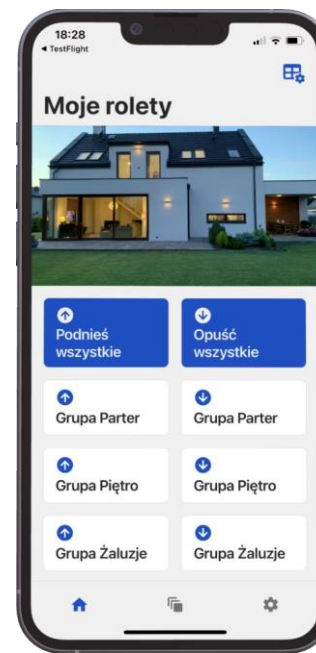 18:28
◀ TestFlight
Moje rolety
Podnieś
wszystkie
Opuść
wszystkie
Grupa Parter
Grupa Parter
Grupa Piętro
Grupa Piętro
Grupa Żaluzje
Grupa Żaluzje